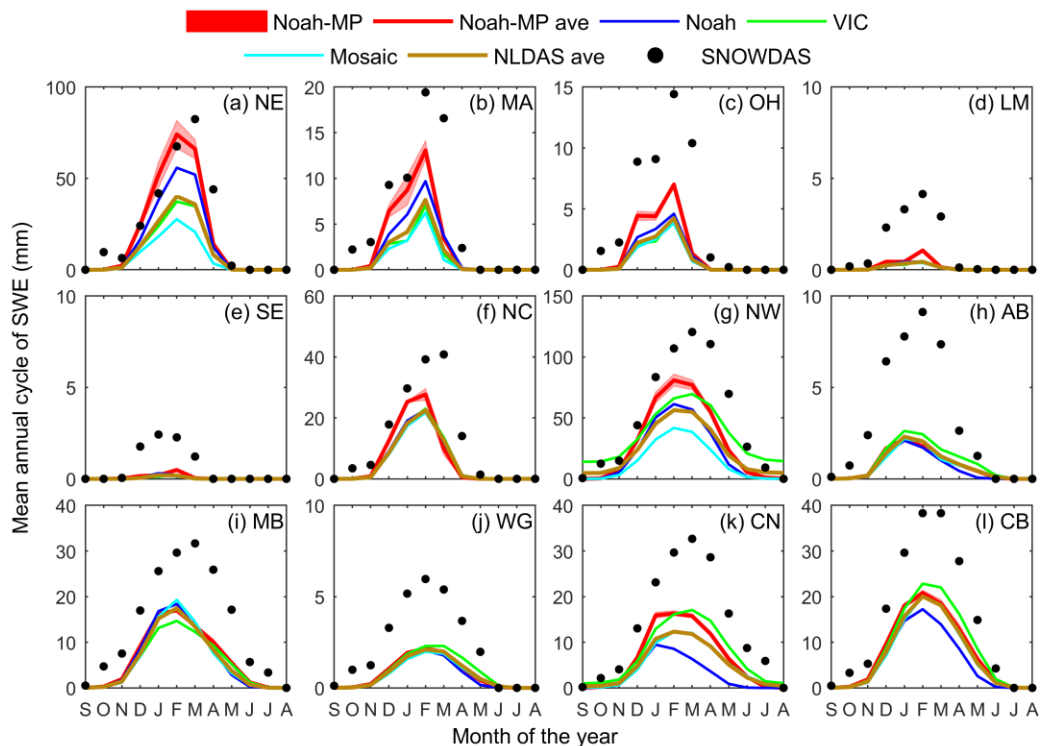 Noah-MP Noah-MP ave Noah VIC
Mosaic NLDAS ave SNOWDAS
Mean annual cycle of SWE (mm)
(a) NE
100
50
0
(b) MA
20
15
10
5
0
(c) OH
15
10
5
0
(d) LM
10
5
0
(e) SE
10
5
0
(f) NC
60
40
20
0
(g) NW
150
100
50
0
(h) AB
10
5
0
(i) MB
40
30
20
10
0
S O N D J F M A M J J A
(j) WG
10
5
0
S O N D J F M A M J J A
(k) CN
40
30
20
10
0
S O N D J F M A M J J A
(l) CB
40
30
20
10
0
S O N D J F M A M J J A
Month of the year